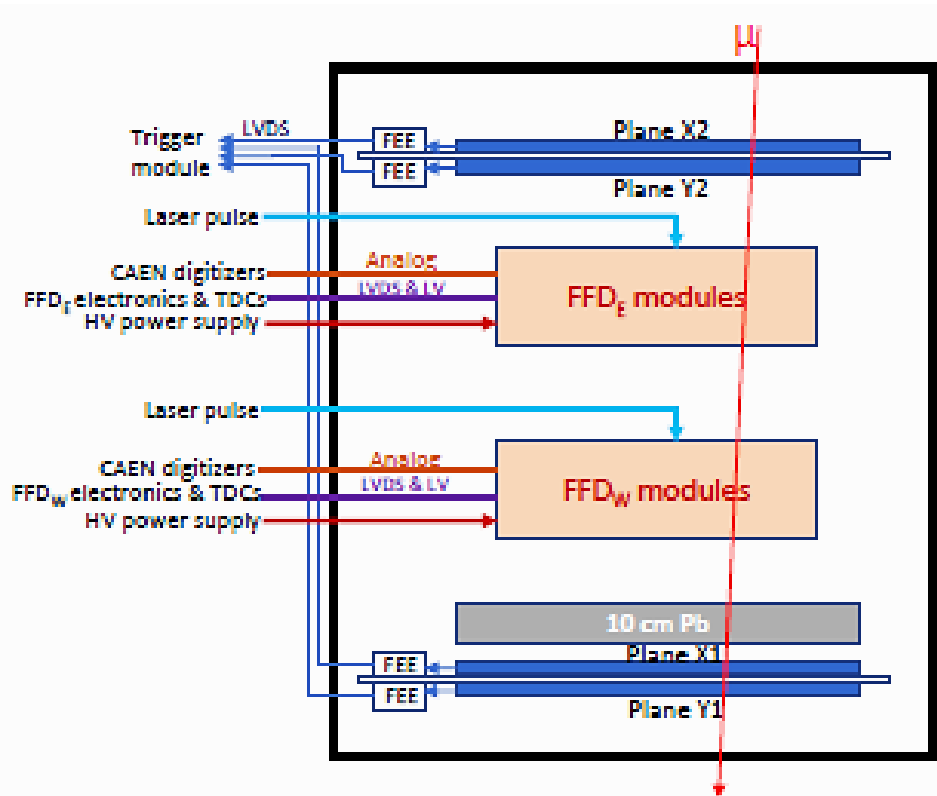 μ
LVDS
Trigger
module
FEE
FEE
Plane X2
Plane Y2
Laser pulse
CAEN digitizers
Analog
FFDE electronics & TDCs
LVDS & LV
HV power supply
FFDE modules
Laser pulse
CAEN digitizers
Analog
FFDW electronics & TDCs
LVDS & LV
HV power supply
FFDW modules
10 cm Pb
Plane X1
FEE
FEE
Plane Y1